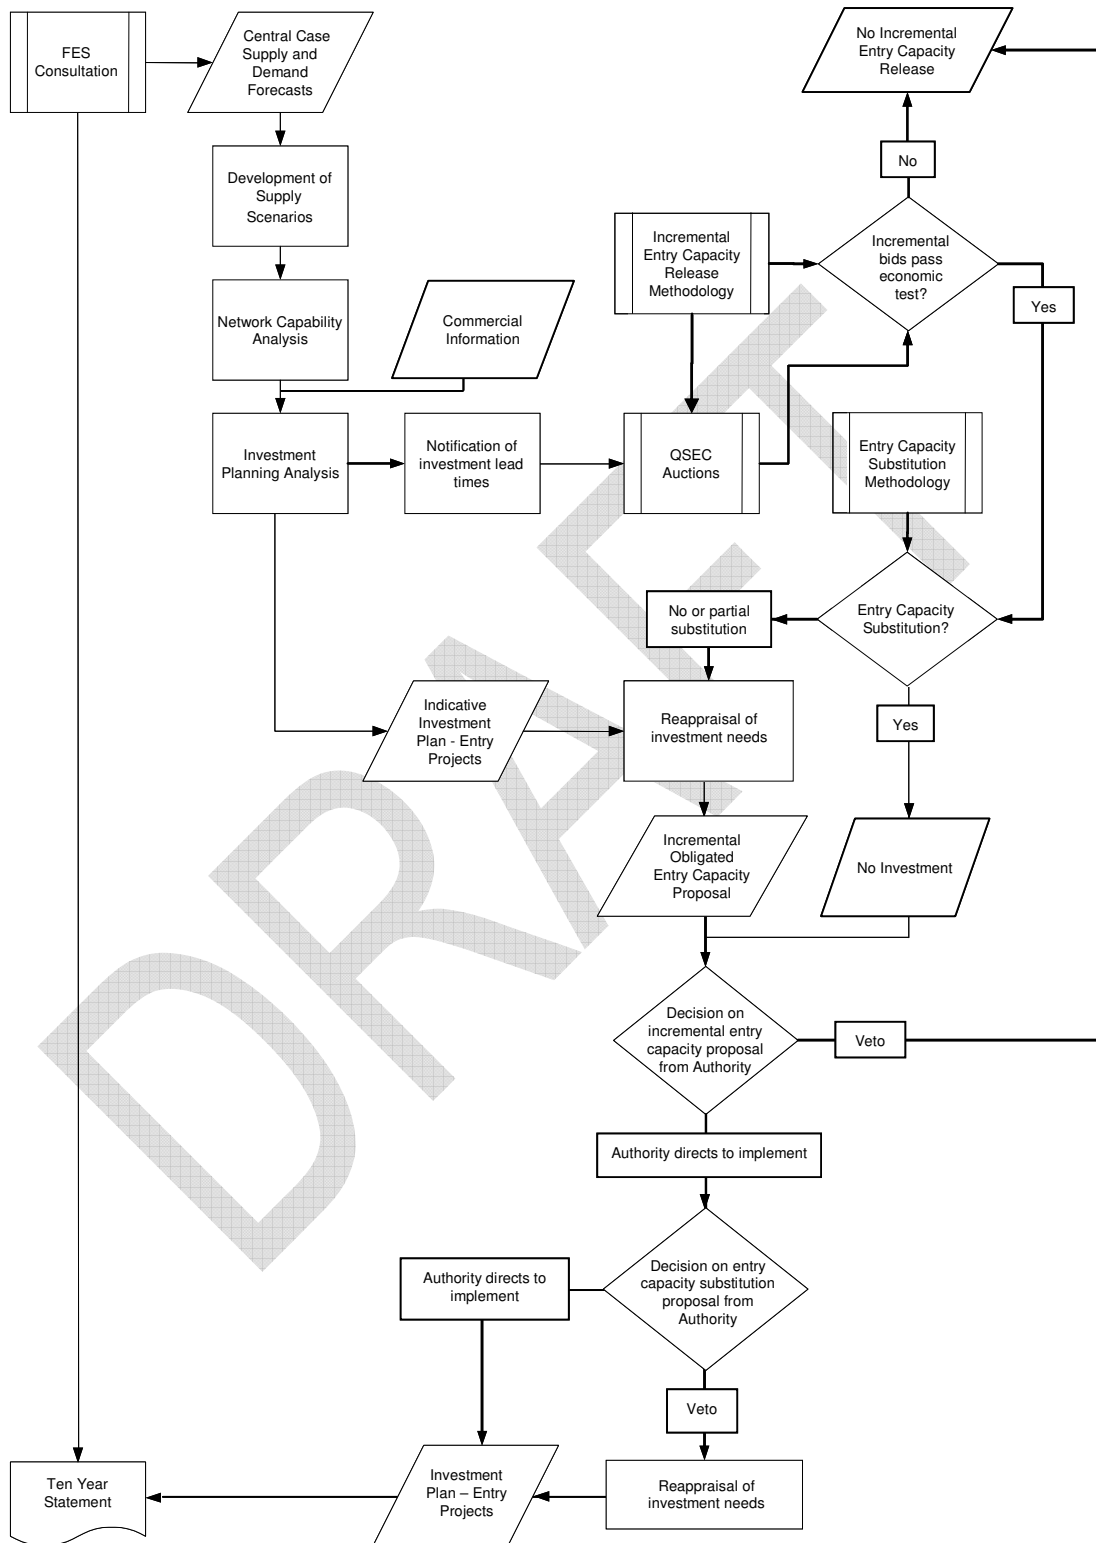 FES
Consultation
Central Case
Supply and
Demand
Forecasts
No Incremental
Entry Capacity
Release
No
Development of
Supply
Scenarios
Incremental
Entry Capacity
Release
Methodology
Incremental
bids pass
economic
test?
Yes
Network Capability
Analysis
Commercial
Information
Investment
Planning Analysis
Notification of
investment lead
times
QSEC
Auctions
Entry Capacity
Substitution
Methodology
No or partial
substitution
Entry Capacity
Substitution?
Indicative
Investment
Plan - Entry
Projects
Reappraisal of
investment needs
Yes
Incremental
Obligated
Entry Capacity
Proposal
No Investment
Decision on
incremental entry
capacity proposal
from Authority
Veto
Authority directs to implement
Authority directs to
implement
Decision on entry
capacity substitution
proposal from
Authority
Veto
Ten Year
Statement
Investment
Plan – Entry
Projects
Reappraisal of
investment needs
DRAFT